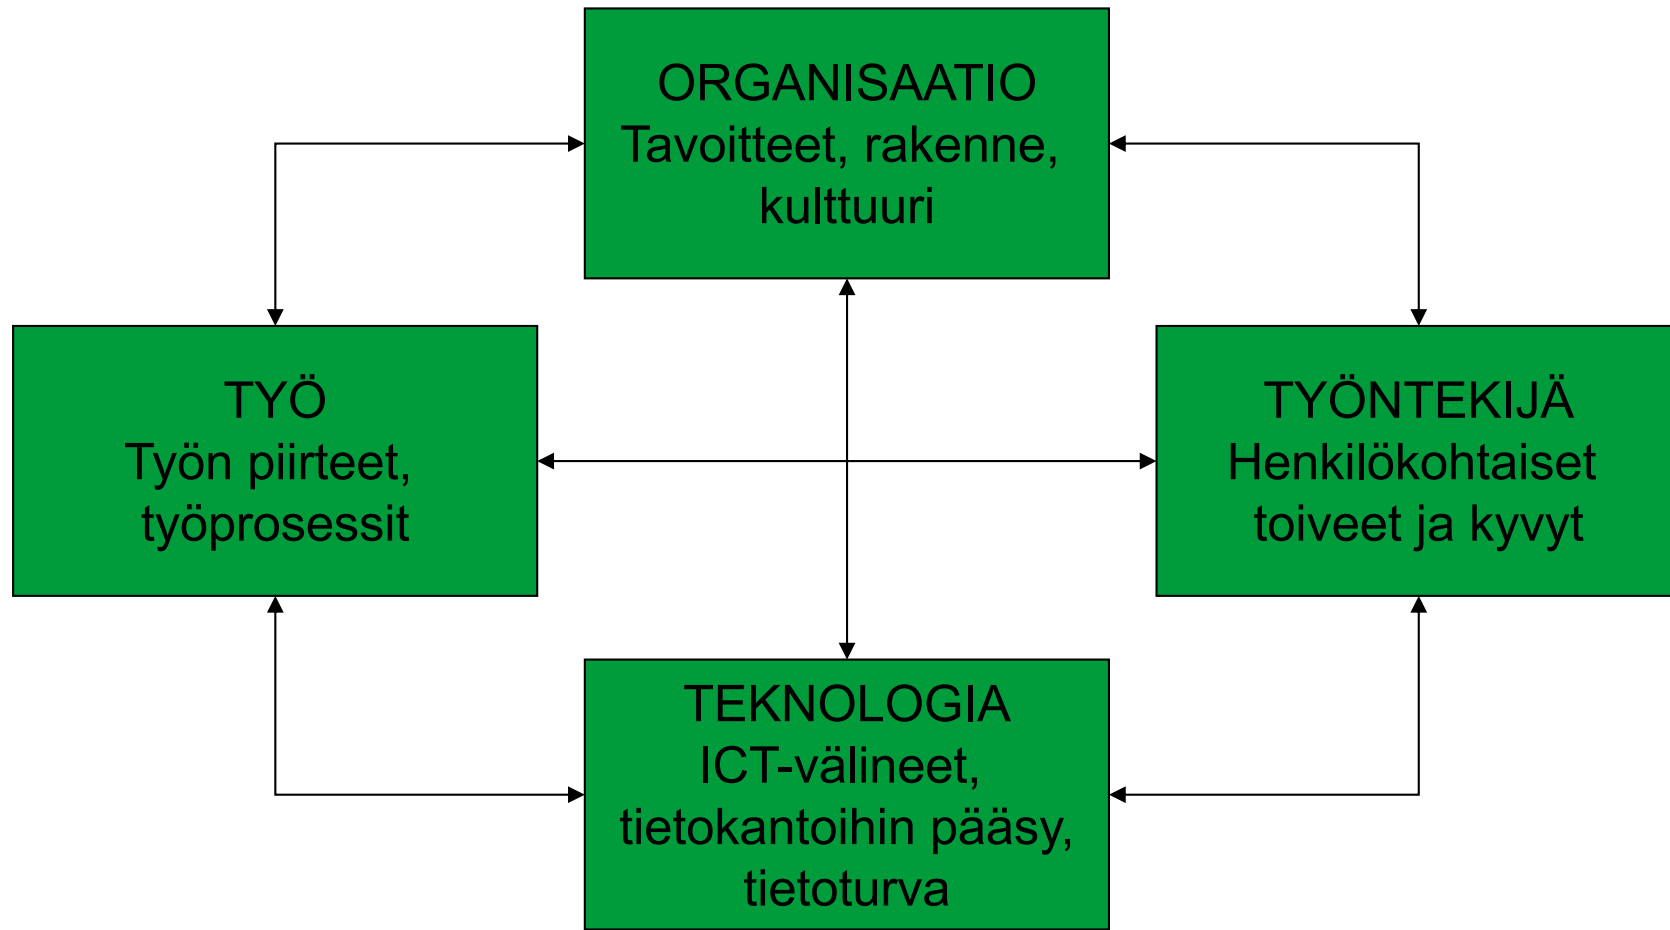 ORGANISAATIO
Tavoitteet, rakenne,
kulttuuri
TYÖ
Työn piirteet,
työprosessit
TYÖNTEKIJÄ
Henkilökohtaiset
toiveet ja kyvyt
TEKNOLOGIA
ICT-välineet,
tietokantoihin pääsy,
tietoturva